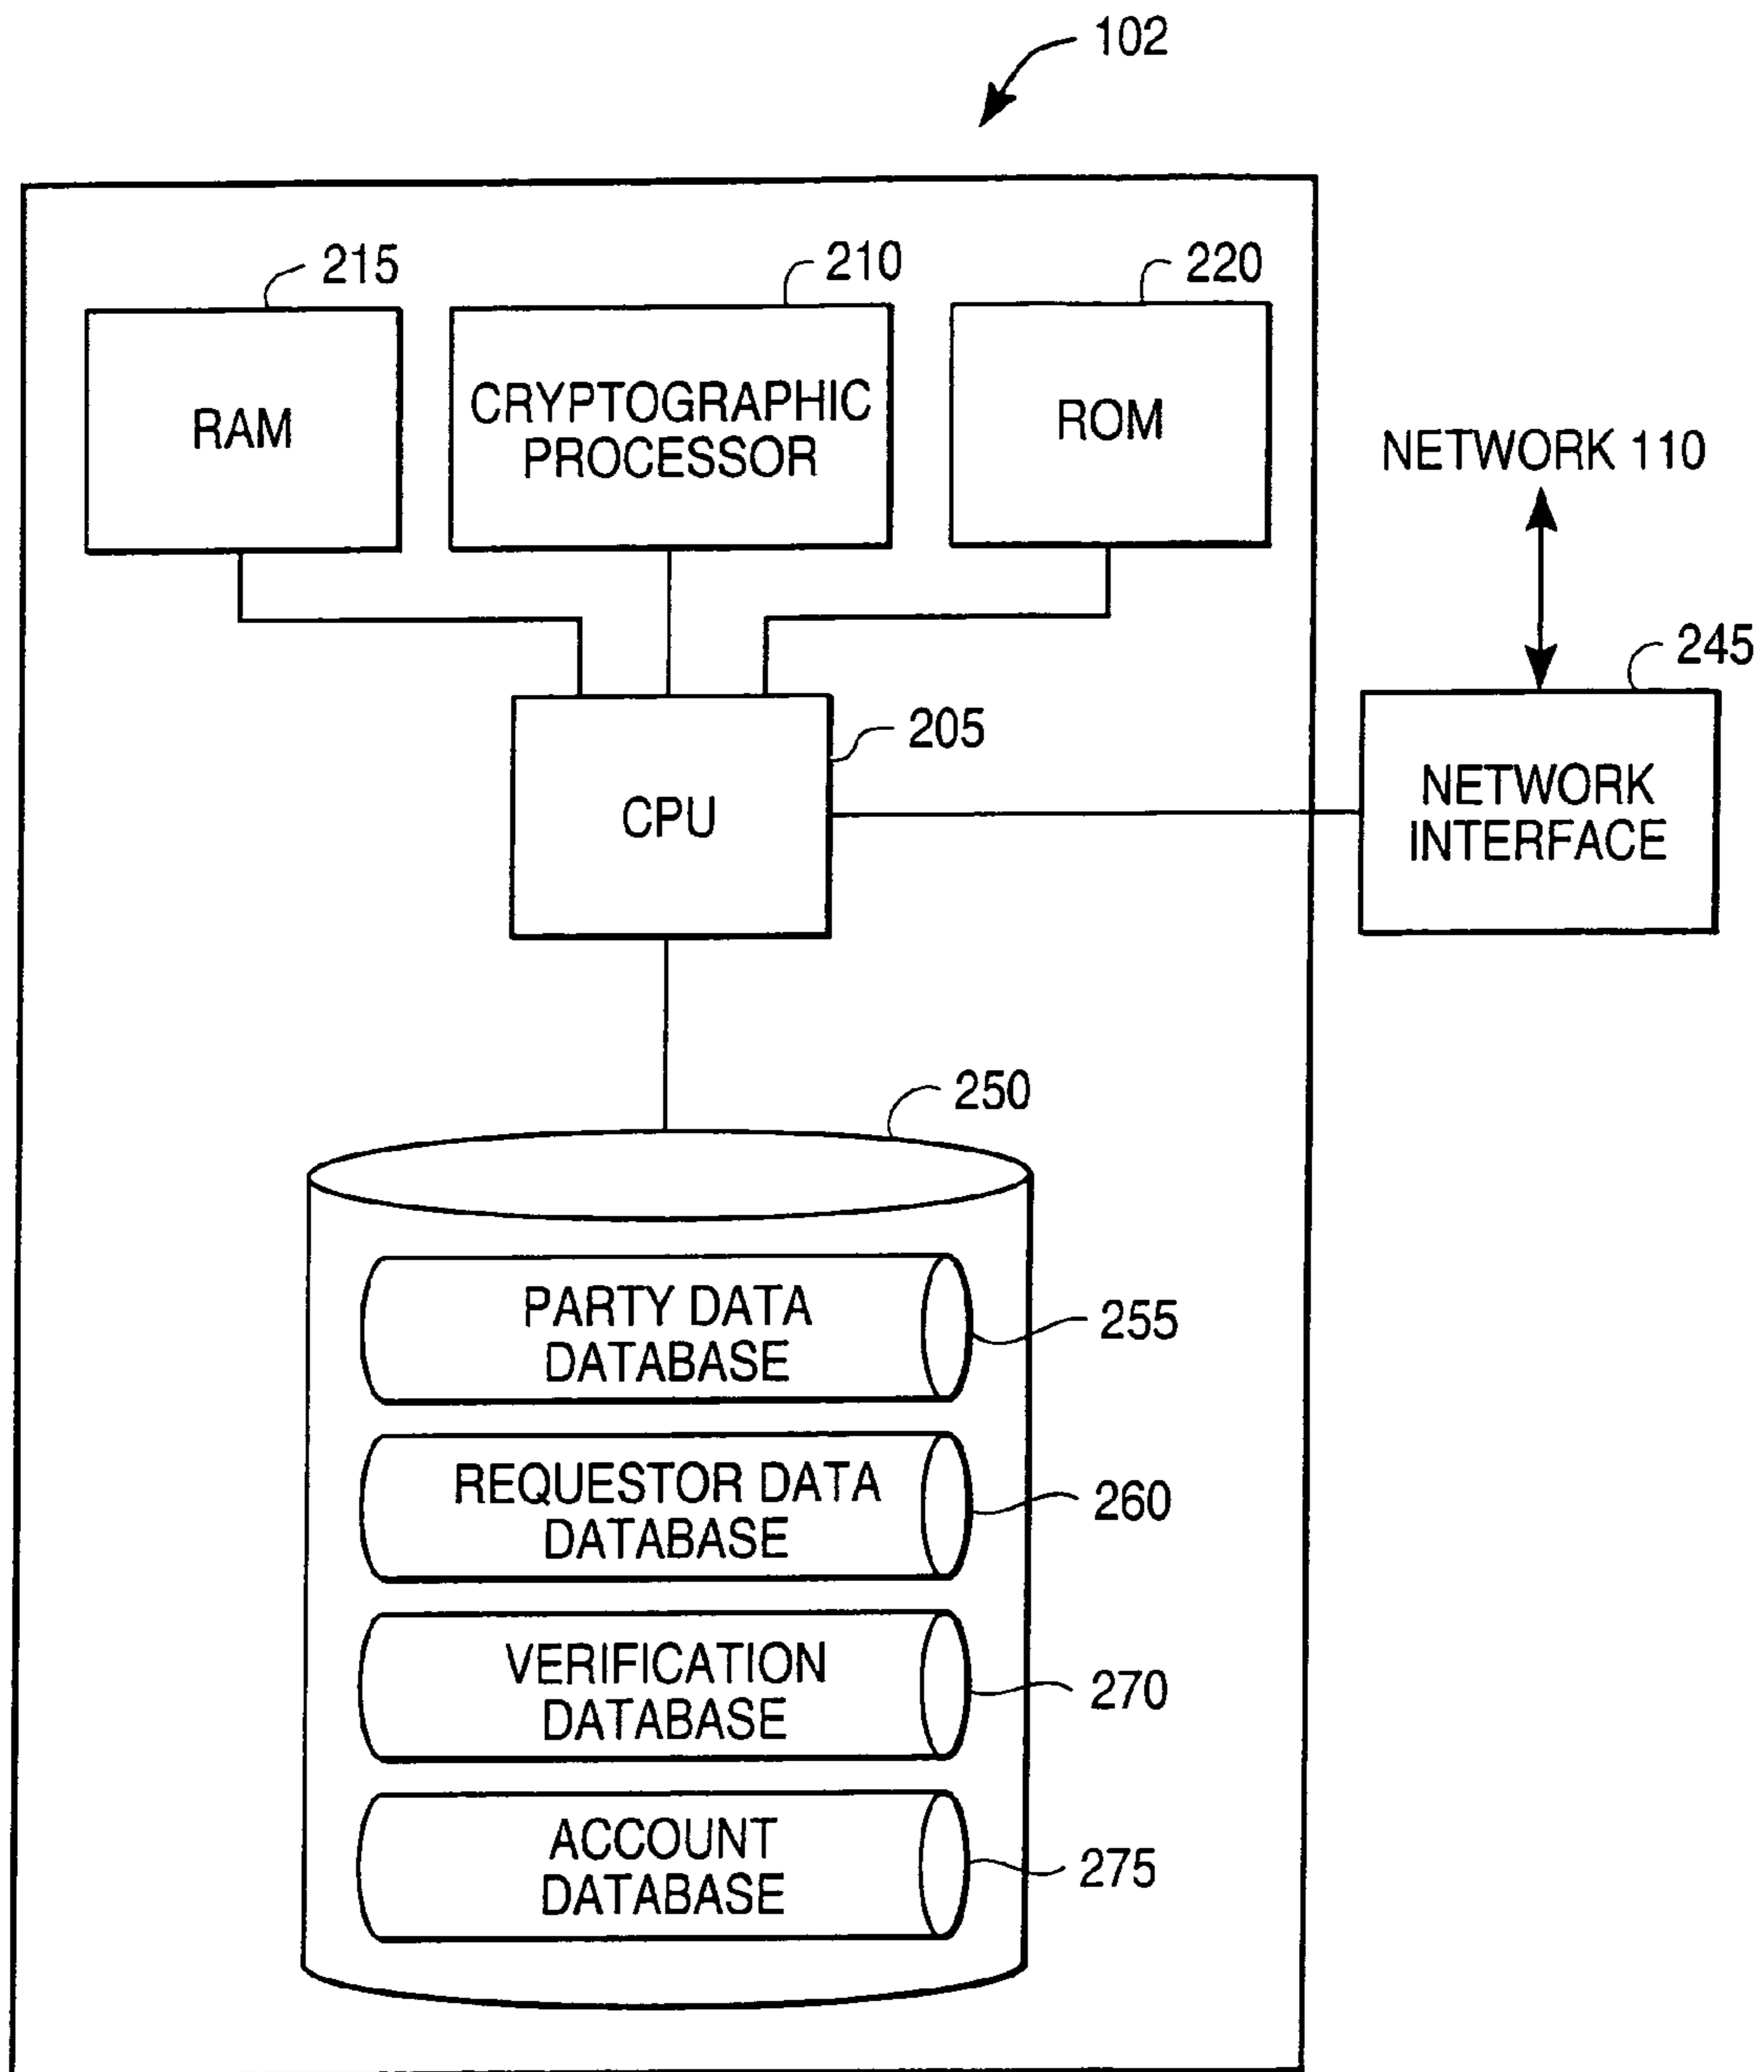 102
215
210
220
RAM
CRYPTOGRAPHIC
PROCESSOR
ROM
NETWORK 110
245
205
CPU
NETWORK
INTERFACE
250
PARTY DATA
DATABASE
255
REQUESTOR DATA
DATABASE
260
VERIFICATION
DATABASE
270
ACCOUNT
DATABASE
275